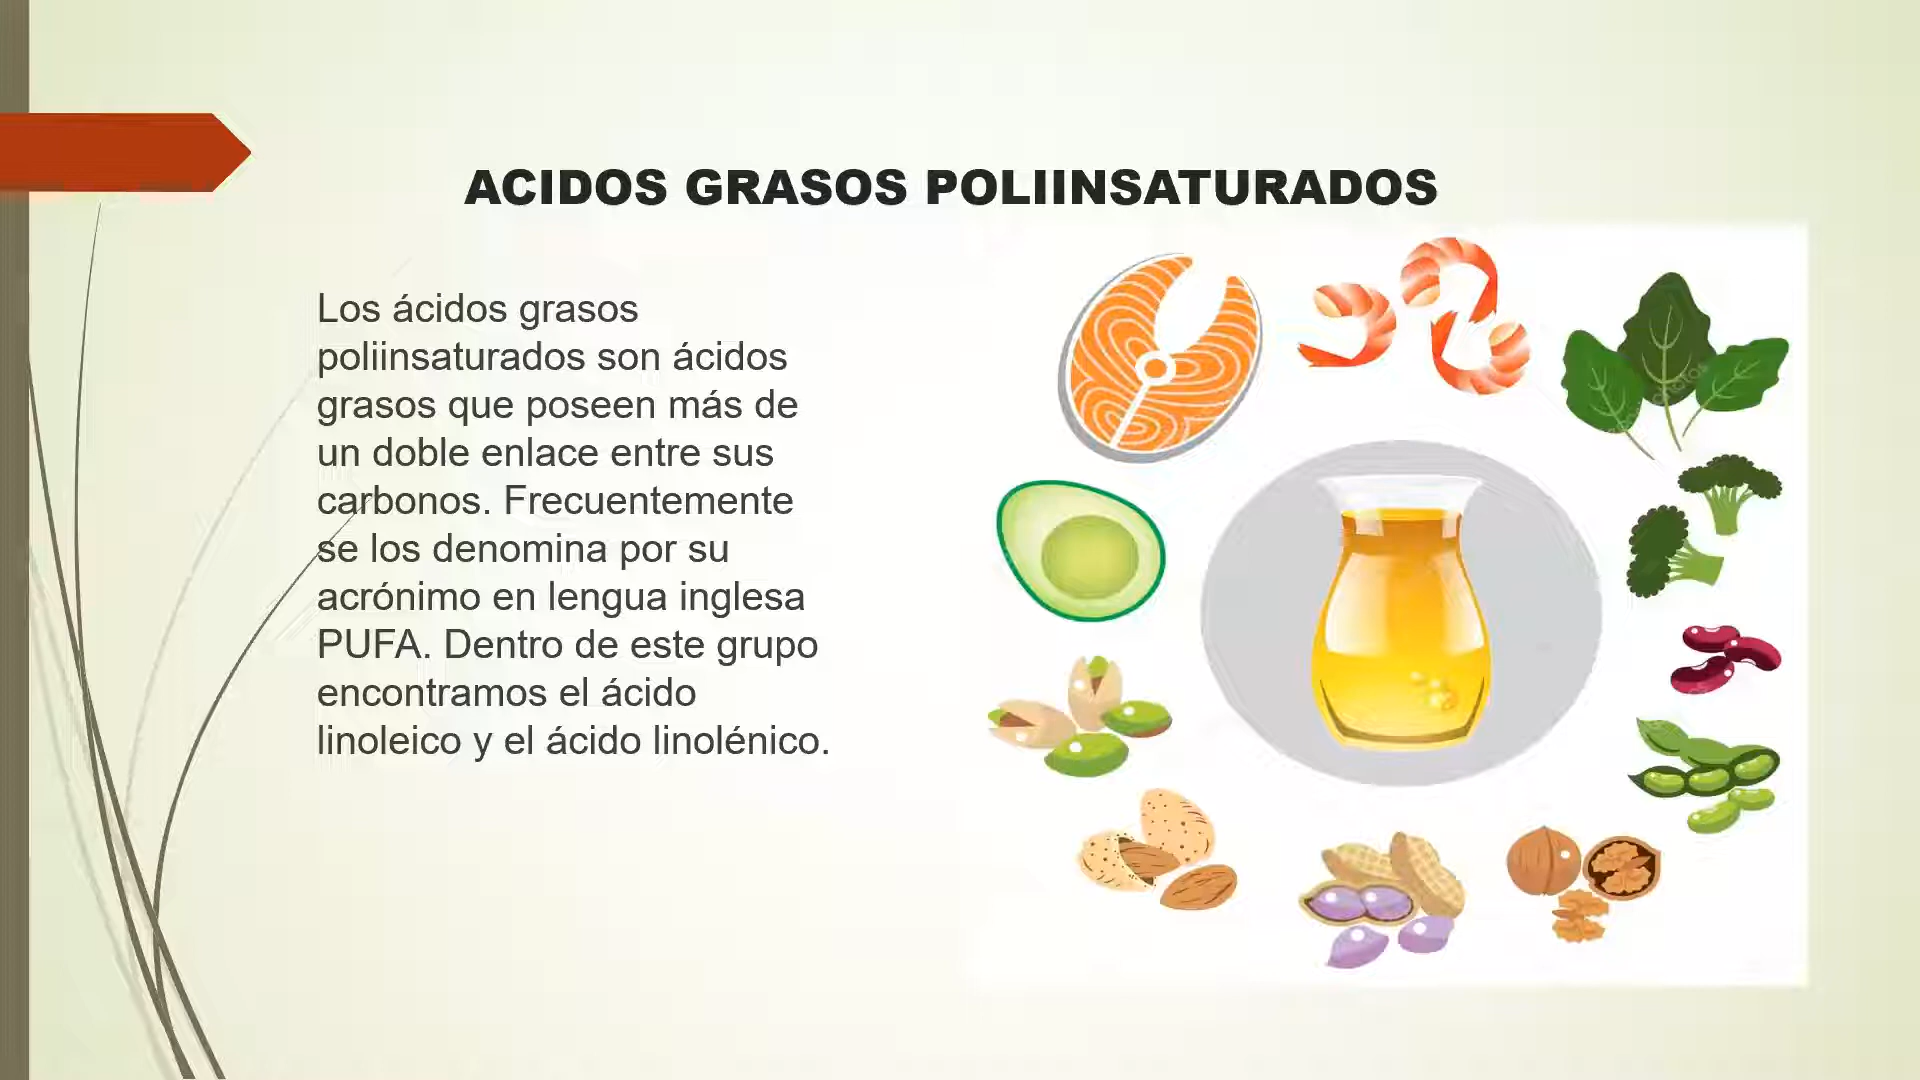 ACIDOS GRASOS POLIINSATURADOS
Los ácidos grasos
poliinsaturados son ácidos
grasos que poseen más de
un doble enlace entre sus
carbonos. Frecuentemente
se los denomina por su
acrónimo en lengua inglesa
PUFA. Dentro de este grupo
encontramos el ácido
linoleico y el ácido linolénico.